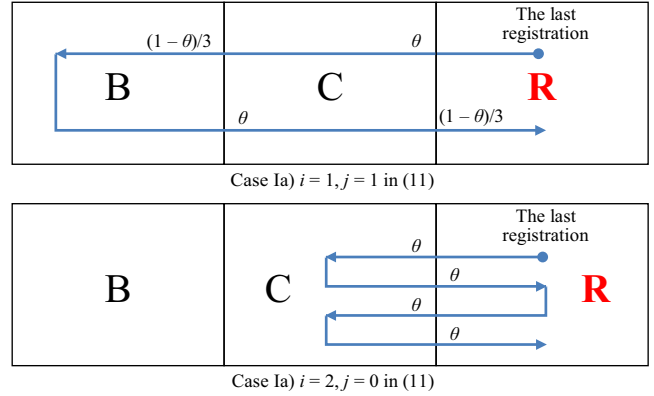 The last
registration
(1 − θ)/3 θ
B C R
θ (1 − θ)/3
Case Ia) i = 1, j = 1 in (11)
The last
registration
θ
θ
B C R
θ
θ
Case Ia) i = 2, j = 0 in (11)